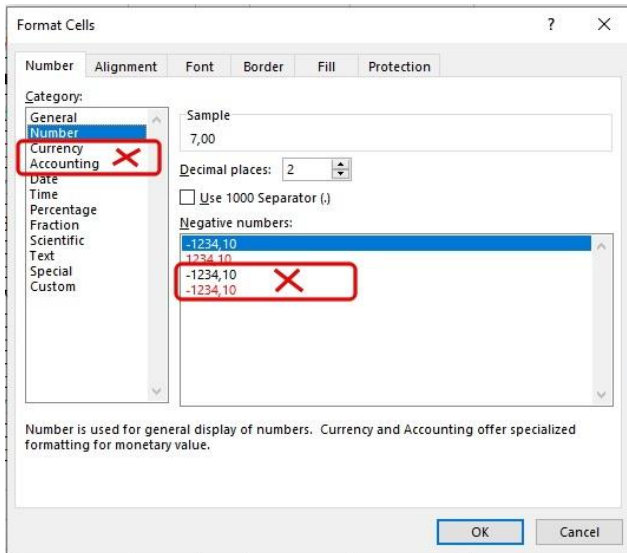 Format Cells
?
Number Alignment Font Border Fill Protection
Category:
General
Number
Currency
Accounting
Date
Time
Percentage
Fraction
Scientific
Text
Special
Custom
Sample
7,00
Decimal places: 2
Use 1000 Separator (.)
Negative numbers:
-1234,10
1234,10
-1234,10
-1234,10
Number is used for general display of numbers. Currency and Accounting offer specialized
formatting for monetary value.
OK Cancel